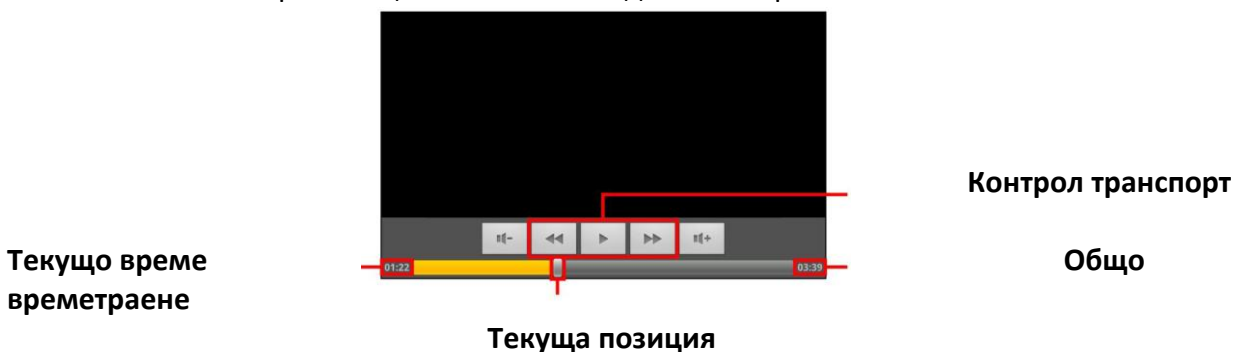 Контрол транспорт
01:22
03:39
Текущо време
Общо
времетраене
Текуща позиция